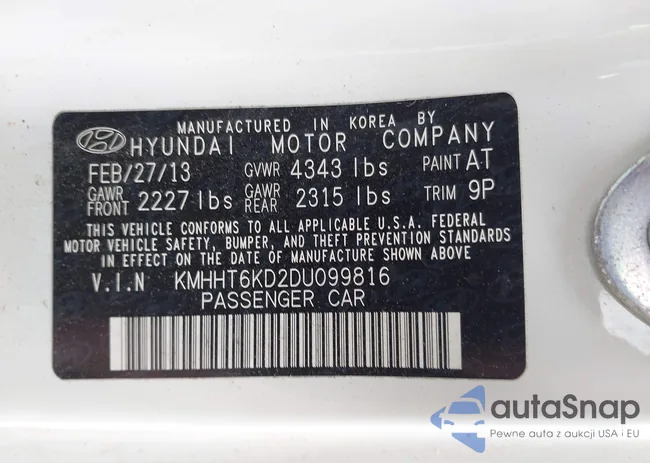 MANUFACTURED IN KOREA BY
HYUNDAI MOTOR COMPANY
FEB/27/13 GVWR 4343 lbs PAINT AT
GAWR FRONT 2227 lbs GAWR REAR 2315 lbs TRIM 9P
THIS VEHICLE CONFORMS TO ALL APPLICABLE U.S.A. FEDERAL
MOTOR VEHICLE SAFETY, BUMPER, AND THEFT PREVENTION STANDARDS
IN EFFECT ON THE DATE OF MANUFACTURE SHOWN ABOVE
V.I.N KMHHT6KD2DU099816
PASSENGER CAR
autoSnap
Pewne auta z aukcji USA i EU